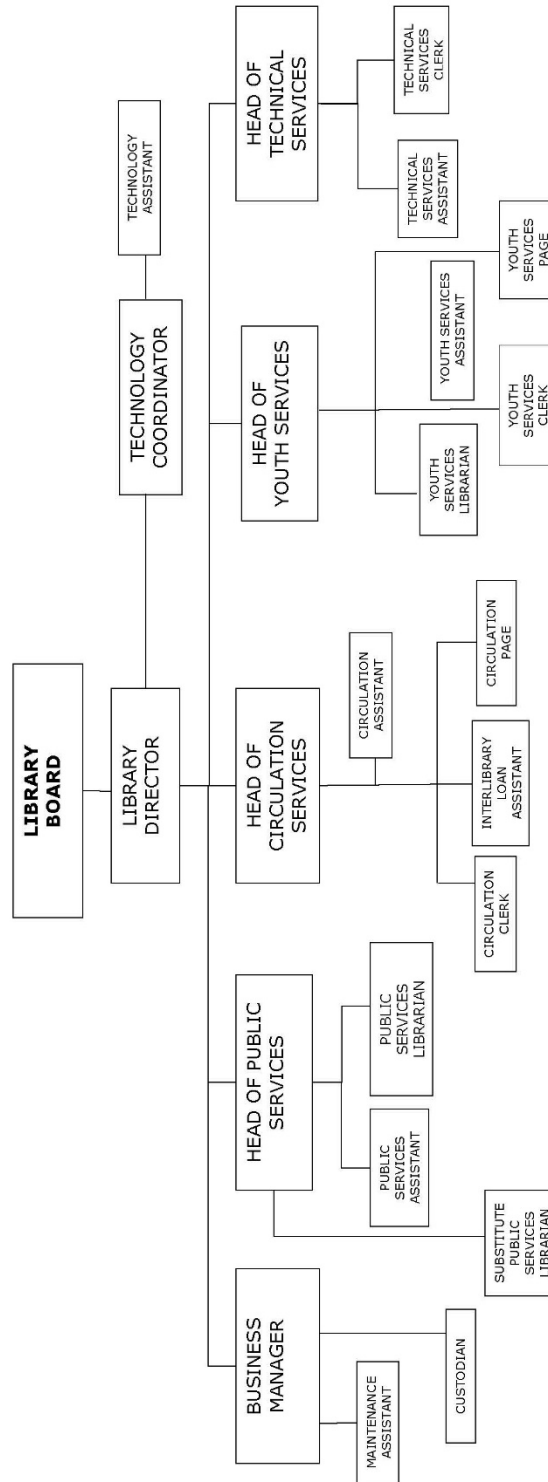 LIBRARY
BOARD
LIBRARY
DIRECTOR
TECHNOLOGY
COORDINATOR
TECHNOLOGY
ASSISTANT
BUSINESS
MANAGER
HEAD OF PUBLIC
SERVICES
HEAD OF
CIRCULATION
SERVICES
HEAD OF
YOUTH SERVICES
HEAD OF
TECHNICAL
SERVICES
MAINTENANCE
ASSISTANT
CUSTODIAN
SUBSTITUTE
PUBLIC
SERVICES
LIBRARIAN
PUBLIC
SERVICES
ASSISTANT
PUBLIC
SERVICES
LIBRARIAN
CIRCULATION
ASSISTANT
CIRCULATION
CLERK
INTERLIBRARY
LOAN
ASSISTANT
CIRCULATION
PAGE
YOUTH
SERVICES
LIBRARIAN
YOUTH SERVICES
ASSISTANT
YOUTH
SERVICES
CLERK
YOUTH
SERVICES
PAGE
TECHNICAL
SERVICES
ASSISTANT
TECHNICAL
SERVICES
CLERK